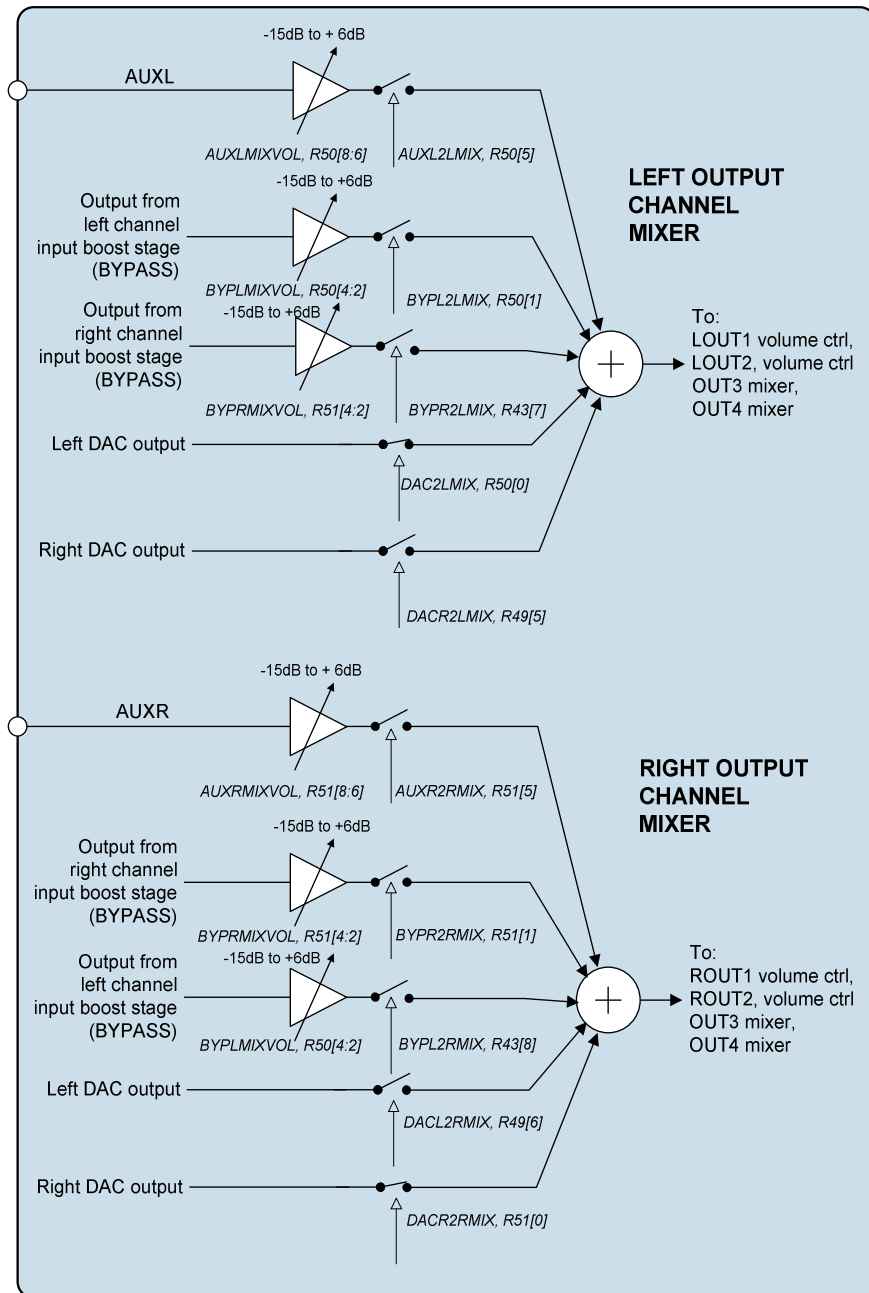 -15dB to + 6dB
AUXL
AUXLMIXVOL, R50[8:6]
AUXL2LMIX, R50[5]
LEFT OUTPUT
CHANNEL
MIXER
-15dB to +6dB
Output from
left channel
input boost stage
(BYPASS)
BYPLMIXVOL, R50[4:2]
BYPL2LMIX, R50[1]
-15dB to +6dB
Output from
right channel
input boost stage
(BYPASS)
BYPRMIXVOL, R51[4:2]
BYPR2LMIX, R43[7]
To:
LOUT1 volume ctrl,
LOUT2, volume ctrl
OUT3 mixer,
OUT4 mixer
Left DAC output
DAC2LMIX, R50[0]
Right DAC output
DACR2LMIX, R49[5]
-15dB to + 6dB
AUXR
AUXRMIXVOL, R51[8:6]
AUXR2RMIX, R51[5]
RIGHT OUTPUT
CHANNEL
MIXER
-15dB to +6dB
Output from
right channel
input boost stage
(BYPASS)
BYPRMIXVOL, R51[4:2]
BYPR2RMIX, R51[1]
-15dB to +6dB
Output from
left channel
input boost stage
(BYPASS)
BYPLMIXVOL, R50[4:2]
BYPL2RMIX, R43[8]
To:
ROUT1 volume ctrl,
ROUT2, volume ctrl
OUT3 mixer,
OUT4 mixer
Left DAC output
DACL2RMIX, R49[6]
Right DAC output
DACR2RMIX, R51[0]